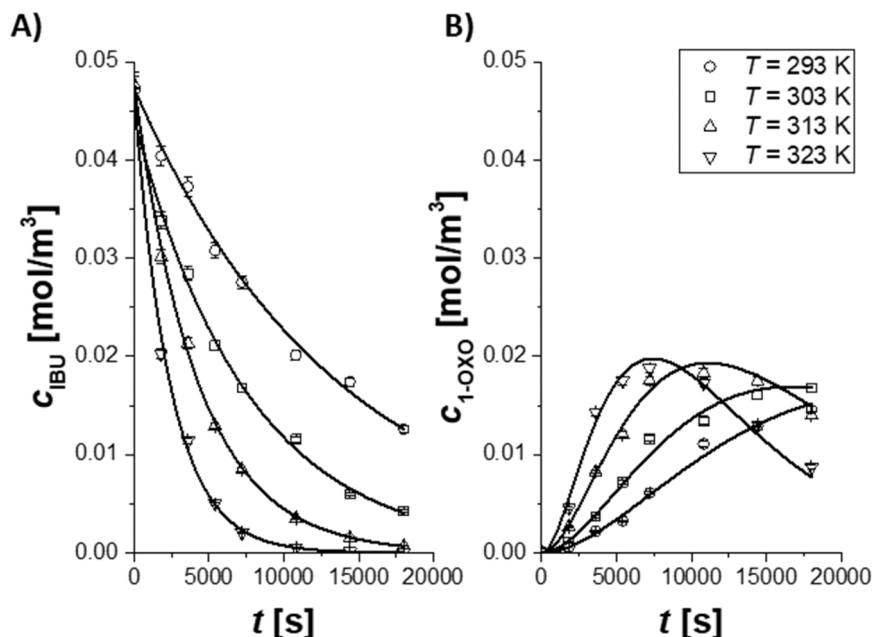 A)
B)
0.05
0.04
0.03
0.02
0.01
0.00
c_IBU [mol/m³]
0 5000 10000 15000 20000
t [s]
0.05
0.04
0.03
0.02
0.01
0.00
c_1-OXO [mol/m³]
0 5000 10000 15000 20000
t [s]
T = 293 K
T = 303 K
T = 313 K
T = 323 K